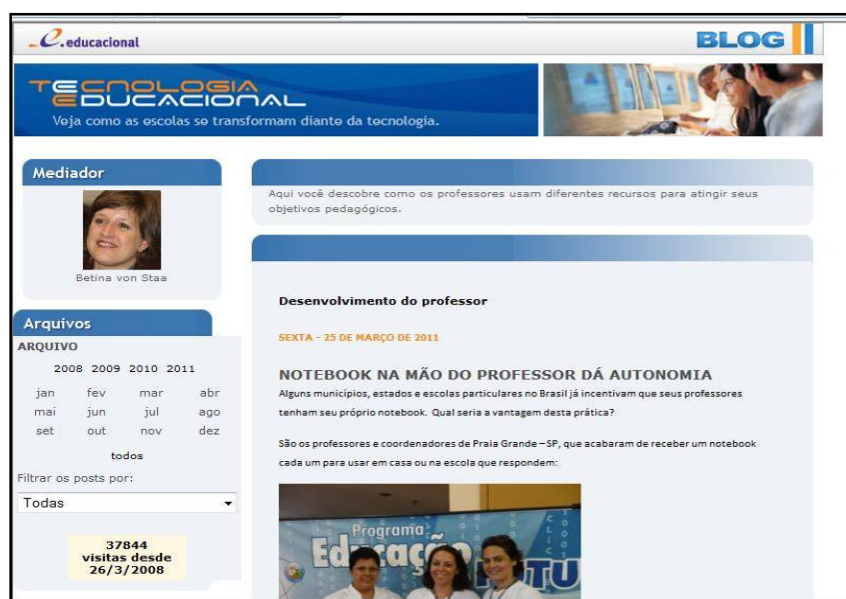 e.educacional
BLOG
TECNOLOGIA
EDUCACIONAL
Veja como as escolas se transformam diante da tecnologia.
Mediador
Betina von Staa
Arquivos
ARQUIVO
2008 2009 2010 2011
jan fev mar abr
mai jun jul ago
set out nov dez
todos
Filtrar os posts por:
Todas
37844
visitas desde
26/3/2008
Aqui você descobre como os professores usam diferentes recursos para atingir seus
objetivos pedagógicos.
Desenvolvimento do professor
SEXTA - 25 DE MARÇO DE 2011
NOTEBOOK NA MÃO DO PROFESSOR DÁ AUTONOMIA
Alguns municípios, estados e escolas particulares no Brasil já incentivam que seus professores
tenham seu próprio notebook. Qual seria a vantagem desta prática?
São os professores e coordenadores de Praia Grande – SP, que acabaram de receber um notebook
cada um para usar em casa ou na escola que respondem:
Programa
Educação